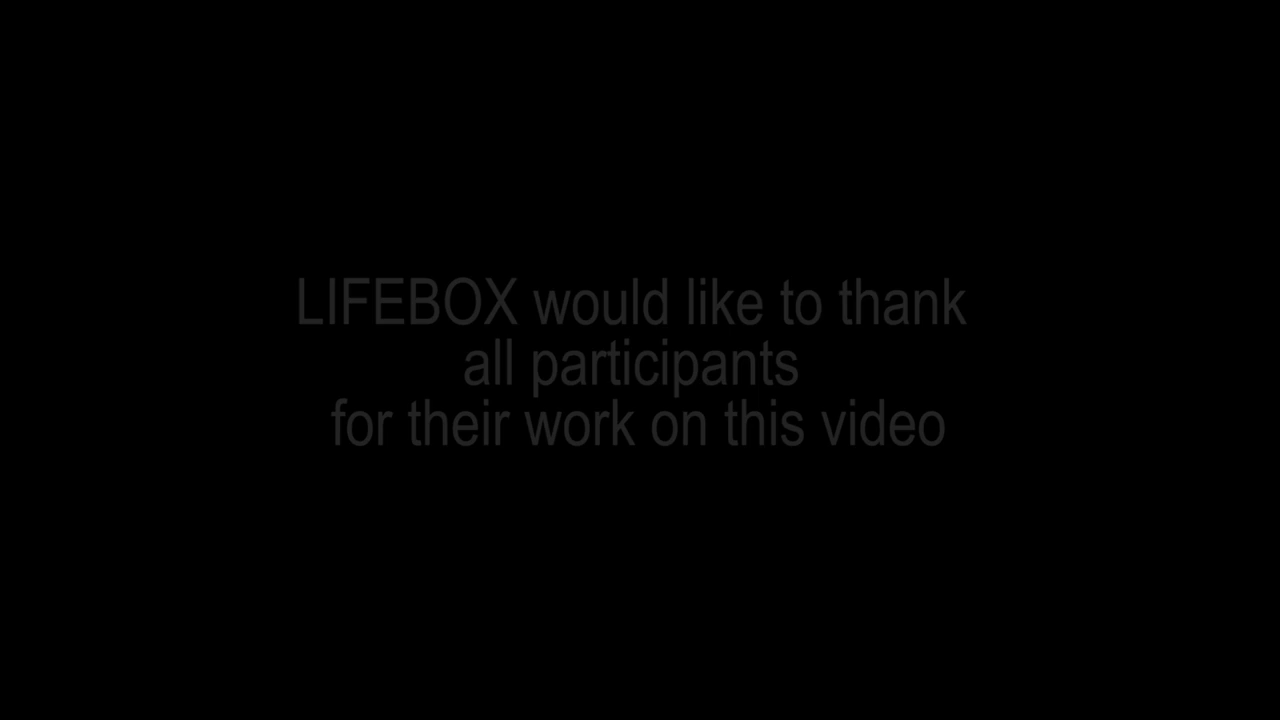 LIFEBOX would like to thank
all participants
for their work on this video